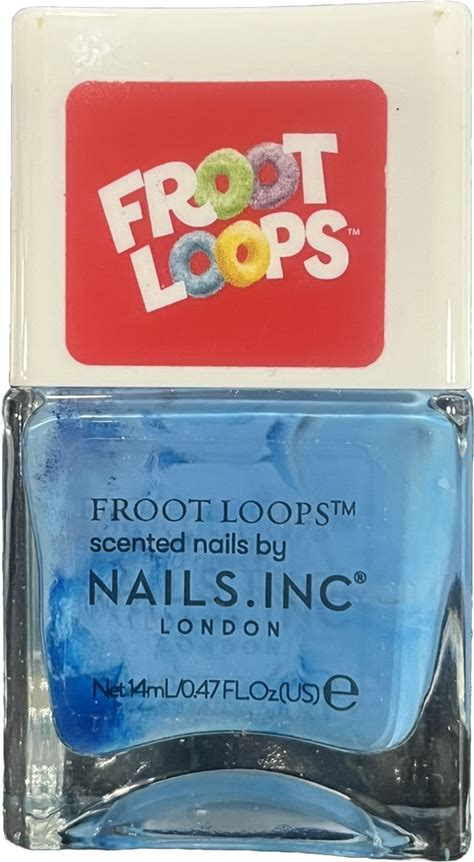 FROOT
LOOPS™
FROOT LOOPS™
scented nails by
NAILS.INC®
LONDON
Net 14mL/0.47 FL.Oz(US) ℮